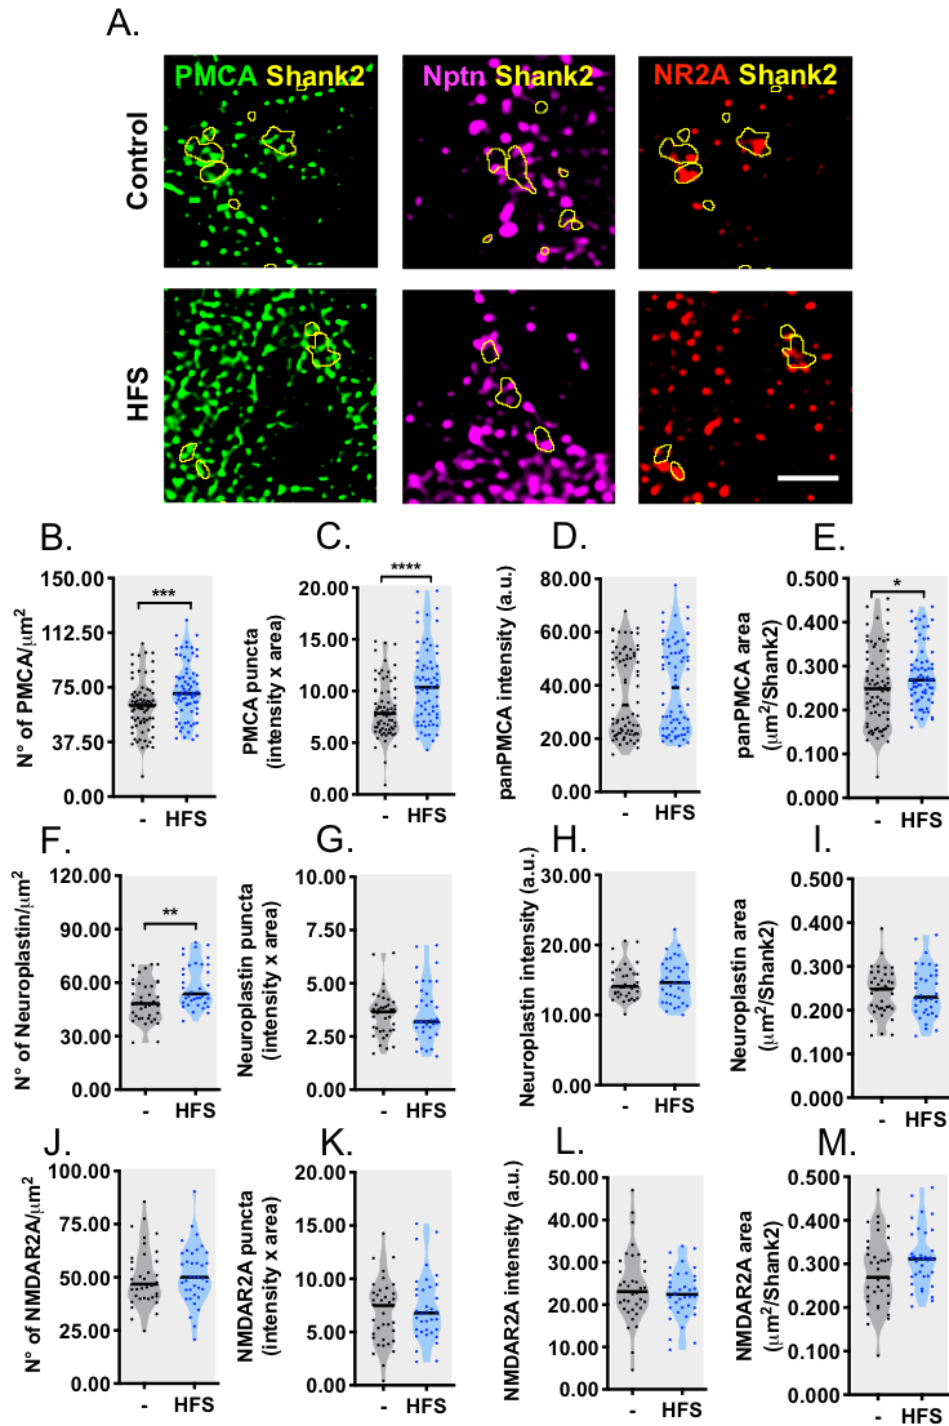 A.
PMCA Shank2
Nptn Shank2
NR2A Shank2
Control
HFS
B.
N° of PMCA/μm²
150.00
112.50
75.00
37.50
0.00
***
- HFS
C.
PMCA puncta
(intensity x area)
20.00
15.00
10.00
5.00
0.00
****
- HFS
D.
panPMCA intensity (a.u.)
80.00
60.00
40.00
20.00
0.00
- HFS
E.
panPMCA area
(μm²/Shank2)
0.500
0.400
0.300
0.200
0.100
0.000
*
- HFS
F.
N° of Neuroplastin/μm²
120.00
90.00
60.00
30.00
0.00
**
- HFS
G.
Neuroplastin puncta
(intensity x area)
10.00
7.50
5.00
2.50
0.00
- HFS
H.
Neuroplastin intensity (a.u.)
30.00
20.00
10.00
0.00
- HFS
I.
Neuroplastin area
(μm²/Shank2)
0.500
0.400
0.300
0.200
0.100
0.000
- HFS
J.
N° of NMDAR2A/μm²
100.00
75.00
50.00
25.00
0.00
- HFS
K.
NMDAR2A puncta
(intensity x area)
20.00
15.00
10.00
5.00
0.00
- HFS
L.
NMDAR2A intensity (a.u.)
50.00
40.00
30.00
20.00
10.00
0.00
- HFS
M.
NMDAR2A area
(μm²/Shank2)
0.500
0.400
0.300
0.200
0.100
0.000
- HFS